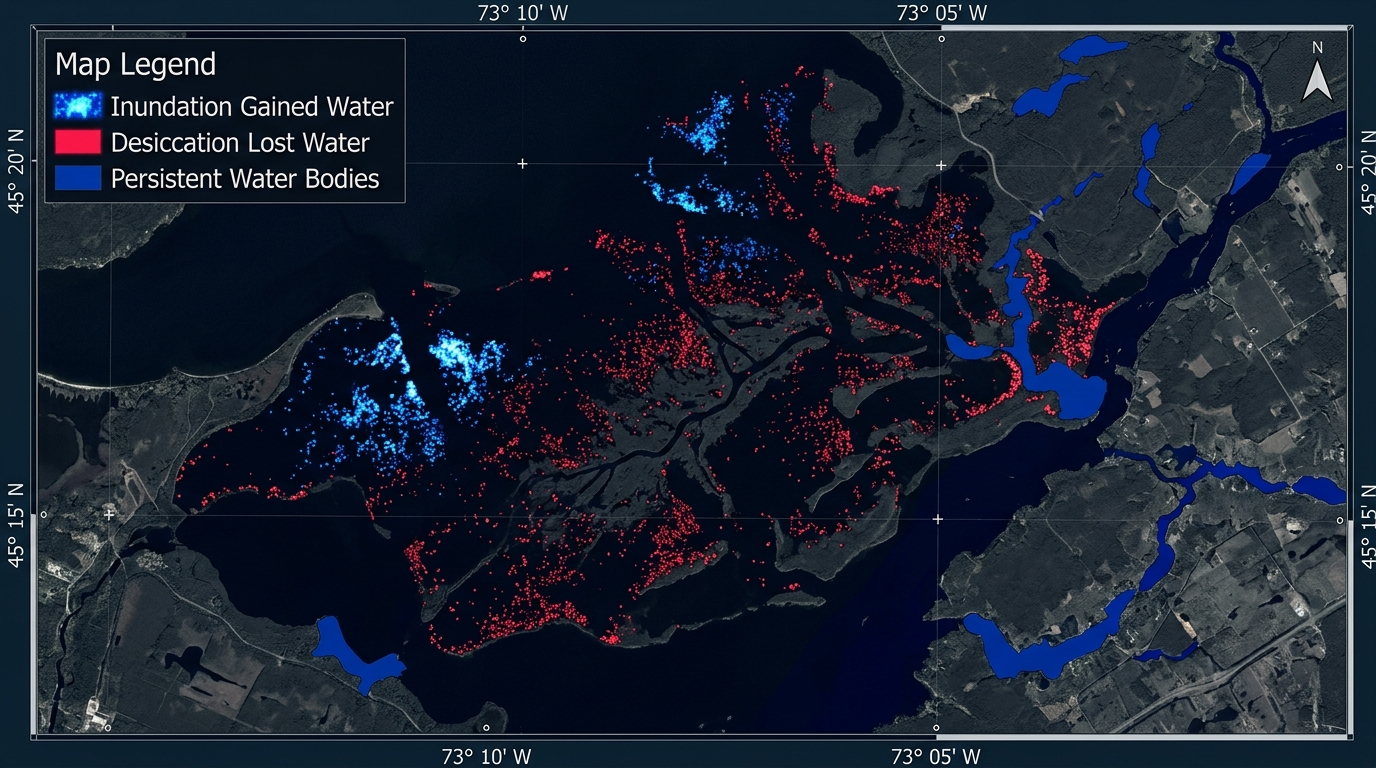 73° 10' W
73° 05' W
Map Legend
Inundation Gained Water
Desiccation Lost Water
Persistent Water Bodies
N
45° 20' N
45° 20' N
45° 15' N
45° 15' N
73° 10' W
73° 05' W